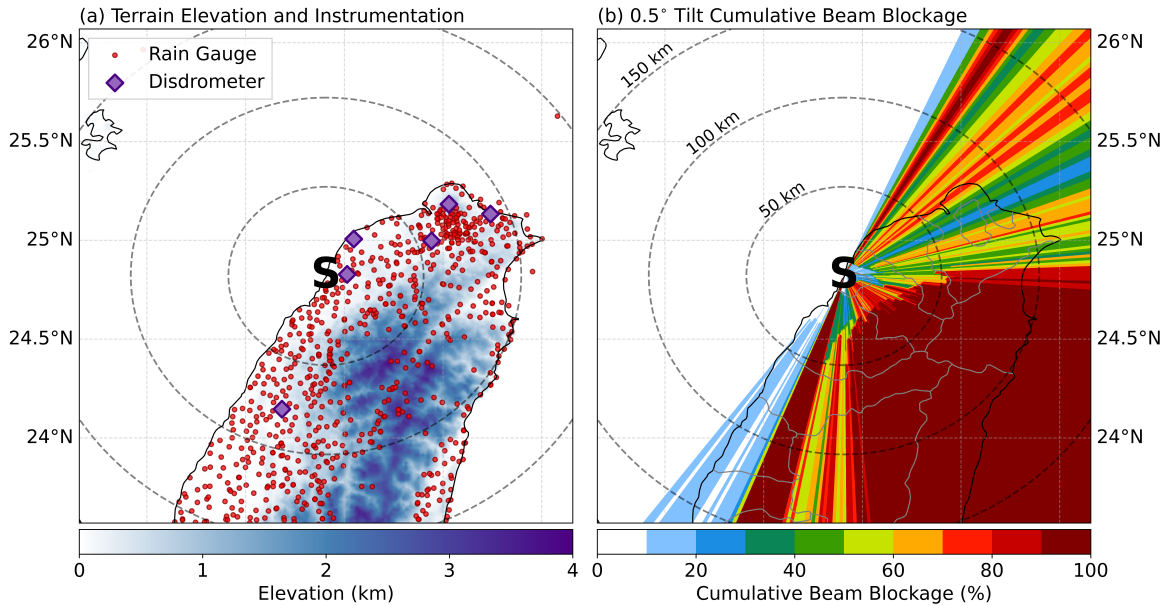 (a) Terrain Elevation and Instrumentation
(b) 0.5° Tilt Cumulative Beam Blockage
Rain Gauge
Disdrometer
26°N
25.5°N
25°N
24.5°N
24°N
S
150 km
100 km
50 km
S
26°N
25.5°N
25°N
24.5°N
24°N
0 1 2 3 4
Elevation (km)
0 20 40 60 80 100
Cumulative Beam Blockage (%)